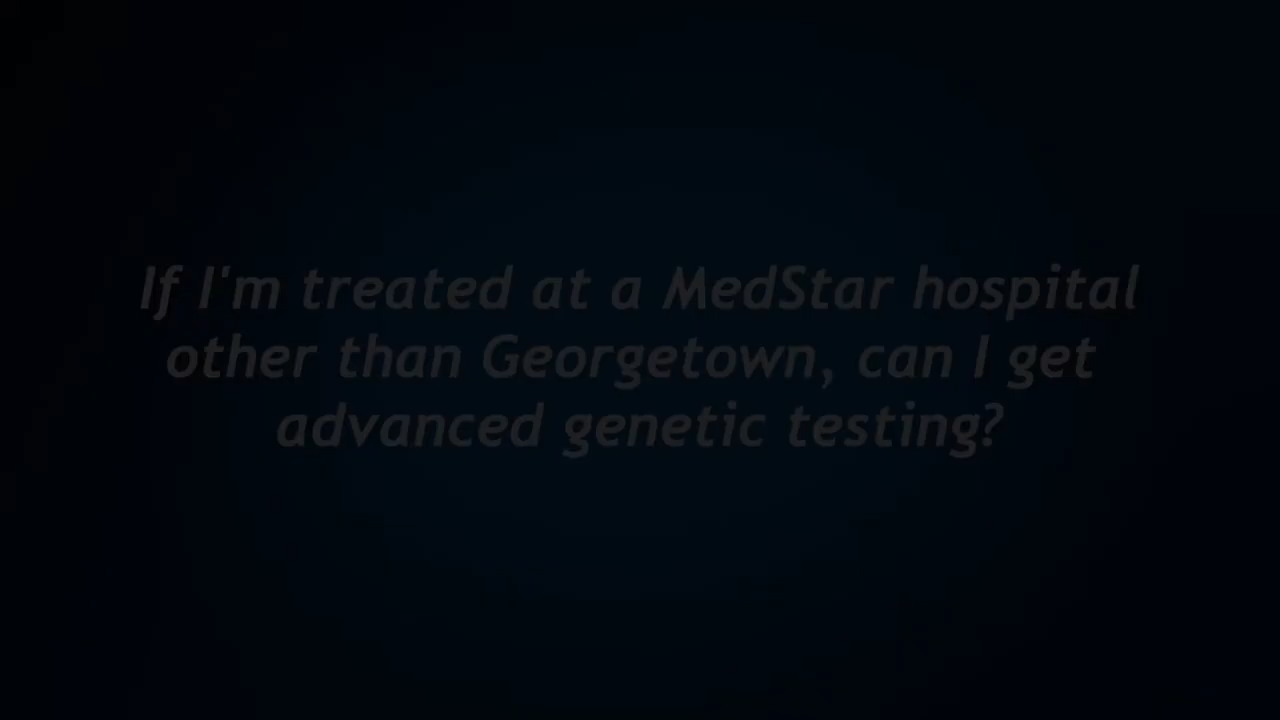 If I'm treated at a MedStar hospital
other than Georgetown, can I get
advanced genetic testing?